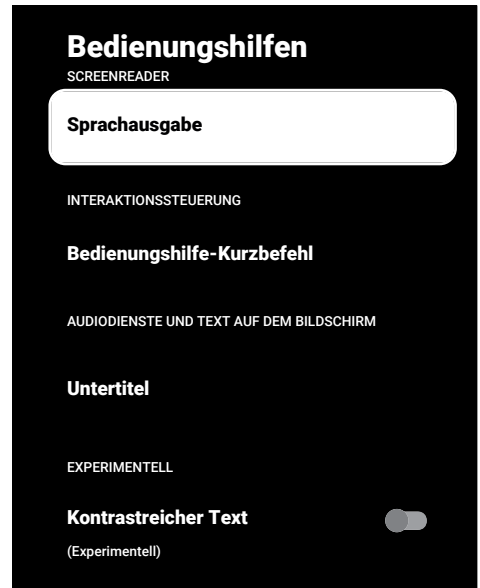 Bedienungshilfen
SCREENREADER
Sprachausgabe
INTERAKTIONSSTEUERUNG
Bedienungshilfe-Kurzbefehl
AUDIODIENSTE UND TEXT AUF DEM BILDSCHIRM
Untertitel
EXPERIMENTELL
Kontrastreicher Text
(Experimentell)